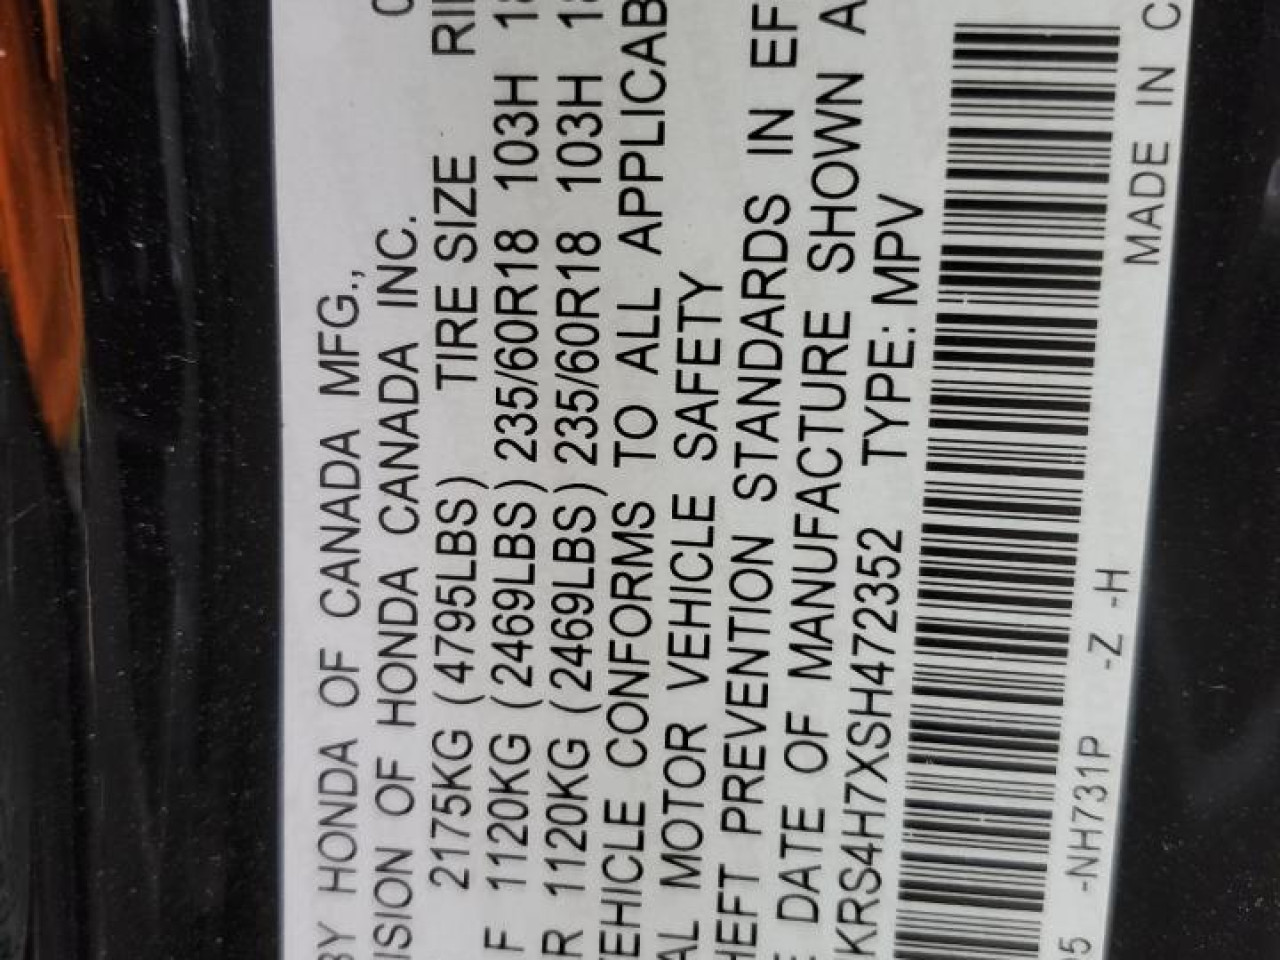 BY HONDA OF CANADA MFG.,
ISION OF HONDA CANADA INC.
2175KG (4795LBS) TIRE SIZE
F 1120KG (2469LBS) 235/60R18 103H
R 1120KG (2469LBS) 235/60R18 103H
EHICLE CONFORMS TO ALL APPLICAB
AL MOTOR VEHICLE SAFETY
HEFT PREVENTION STANDARDS IN EF
DATE OF MANUFACTURE SHOWN A
KRS4H7XSH472352 TYPE: MPV
-NH731P -Z -H MADE IN C